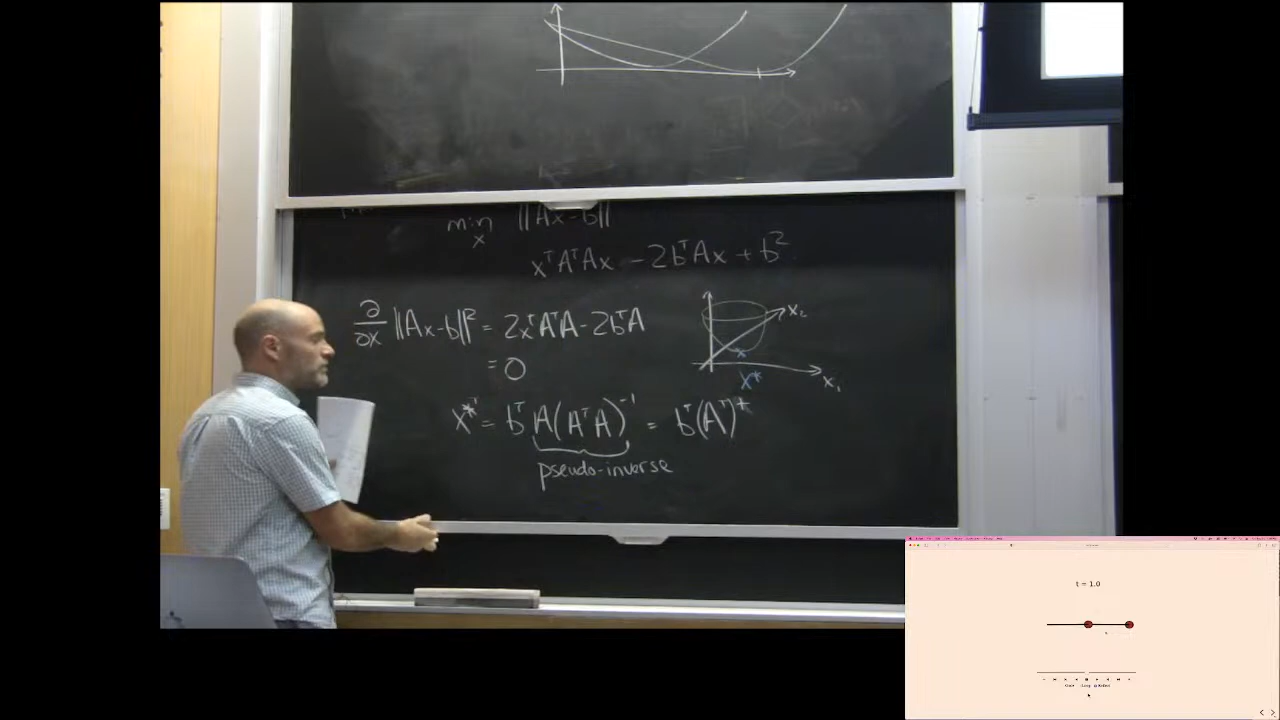 min ||Ax-b||
x
xᵀAᵀAx - 2bᵀAx + b²
∂/∂x ||Ax-b||² = 2xᵀAᵀA - 2bᵀA
= 0
x₂
x*
x₁
x*ᵀ = bᵀA(AᵀA)⁻¹ = bᵀ(Aᵀ)⁺
pseudo-inverse
t = 1.0